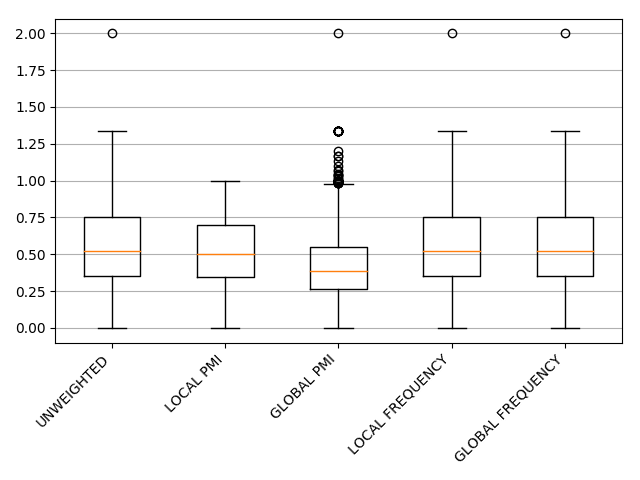 2.00
1.75
1.50
1.25
1.00
0.75
0.50
0.25
0.00
UNWEIGHTED
LOCAL PMI
GLOBAL PMI
LOCAL FREQUENCY
GLOBAL FREQUENCY